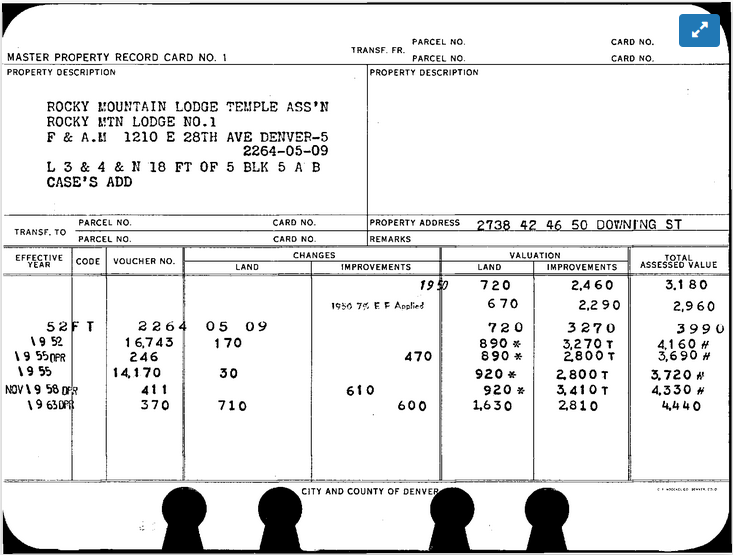 PARCEL NO. CARD NO.
TRANSF. FR.
MASTER PROPERTY RECORD CARD NO. 1 PARCEL NO. CARD NO.
PROPERTY DESCRIPTION PROPERTY DESCRIPTION
ROCKY MOUNTAIN LODGE TEMPLE ASS'N
ROCKY MTN LODGE NO.1
F & A.M 1210 E 28TH AVE DENVER-5
2264-05-09
L 3 & 4 & N 18 FT OF 5 BLK 5 A B
CASE'S ADD
PARCEL NO. CARD NO. PROPERTY ADDRESS 2738 42 46 50 DOWNING ST
TRANSF. TO
PARCEL NO. CARD NO. REMARKS
EFFECTIVE YEAR CODE VOUCHER NO. CHANGES VALUATION TOTAL ASSESSED VALUE
LAND IMPROVEMENTS LAND IMPROVEMENTS
1950 720 2,460 3,180
1950 7% E F Applied 670 2,290 2,960
52FT 2264 05 09 720 3270 3990
1952 16,743 170 890 * 3,270 T 4,160 #
1955 DPR 246 470 890 * 2,800 T 3,690 #
1955 14,170 30 920 * 2,800 T 3,720 #
NOV 1958 DPR 411 610 920 * 3,410 T 4,330 #
1963 DPR 370 710 600 1,630 2,810 4,440
CITY AND COUNTY OF DENVER